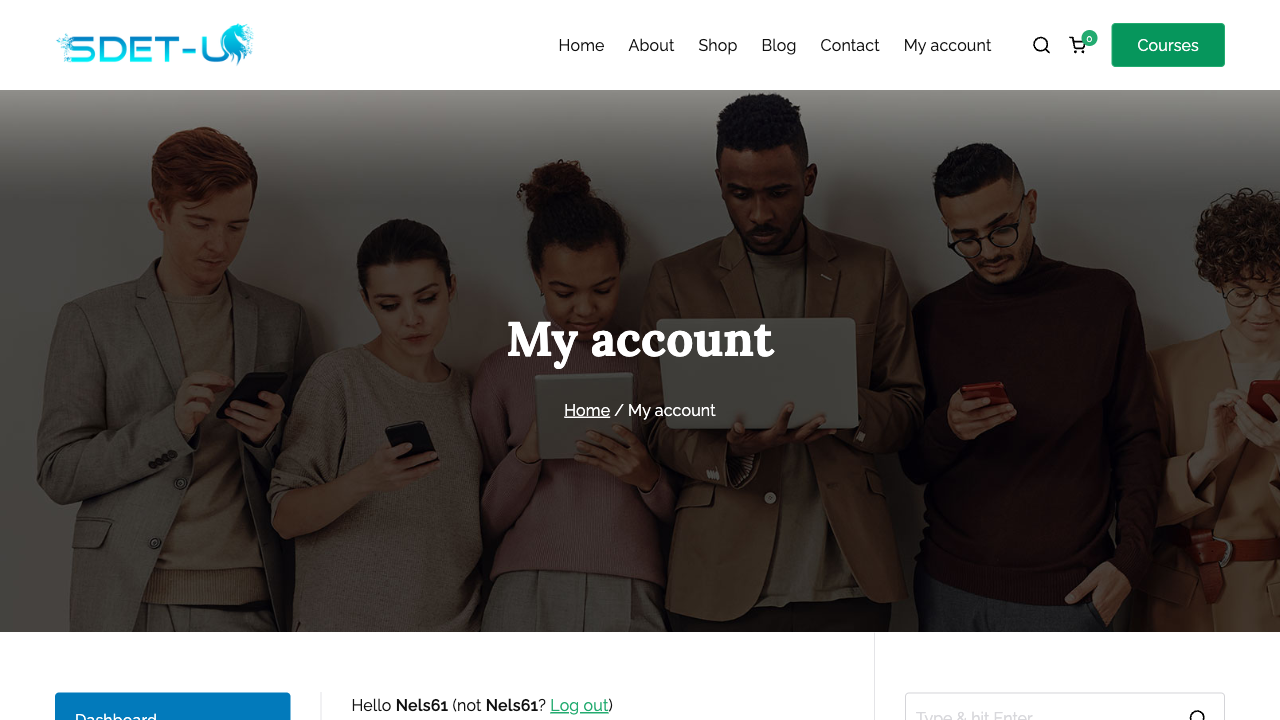 SDET-U
Home About Shop Blog Contact My account 0 Courses
My account
Home / My account
Dashboard
Hello Nels61 (not Nels61? Log out)
Type & hit Enter